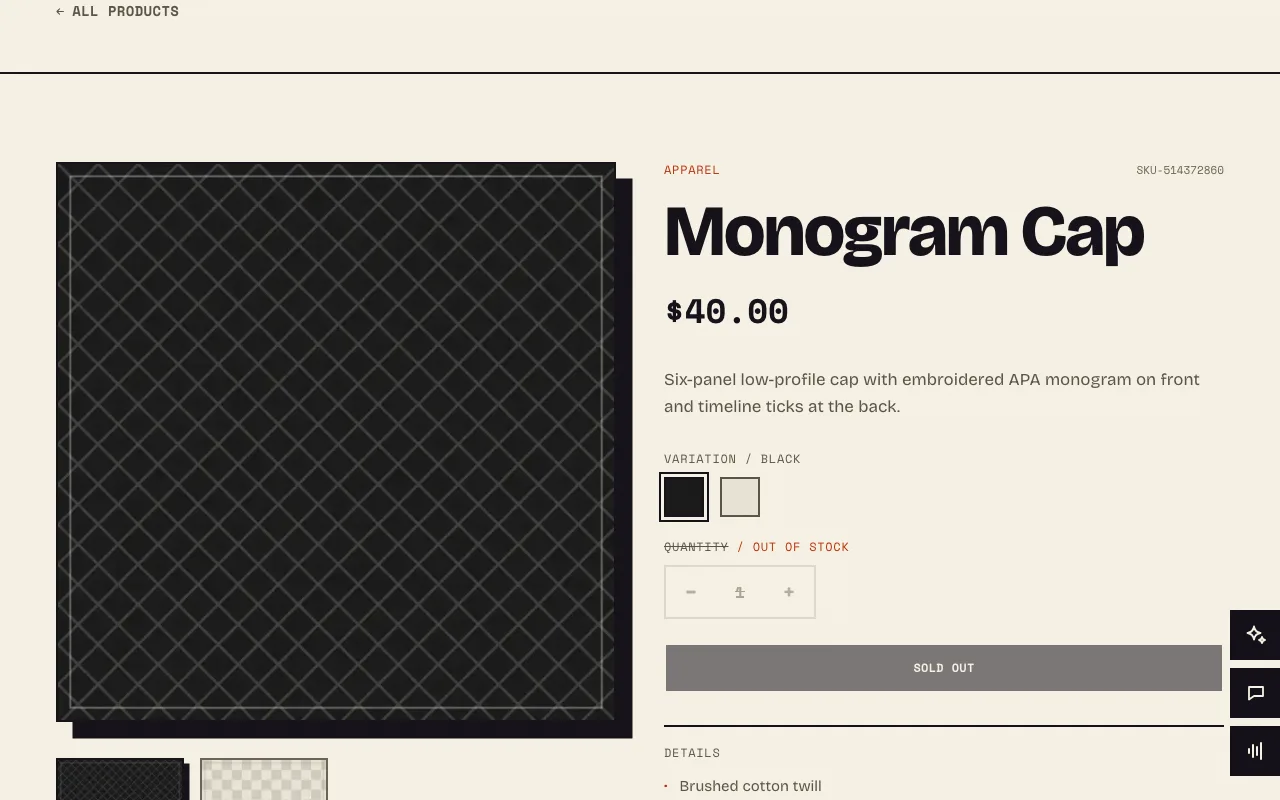 ← ALL PRODUCTS
APPAREL
SKU-514372860
Monogram Cap
$40.00
Six-panel low-profile cap with embroidered APA monogram on front
and timeline ticks at the back.
VARIATION / BLACK
QUANTITY / OUT OF STOCK
− 1 +
SOLD OUT
DETAILS
• Brushed cotton twill